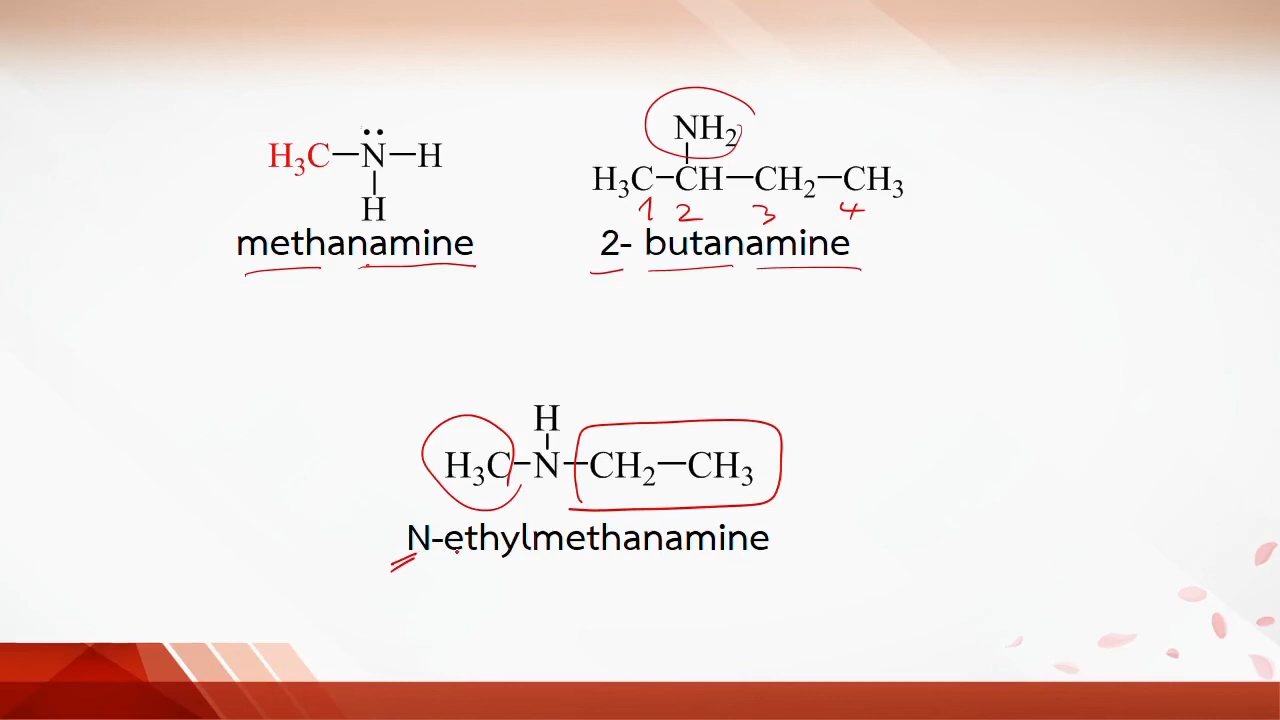 H₃C—N̈—H
H
methanamine
NH₂
H₃C—CH—CH₂—CH₃
1 2 3 4
2- butanamine
H
H₃C—N—CH₂—CH₃
N-ethylmethanamine